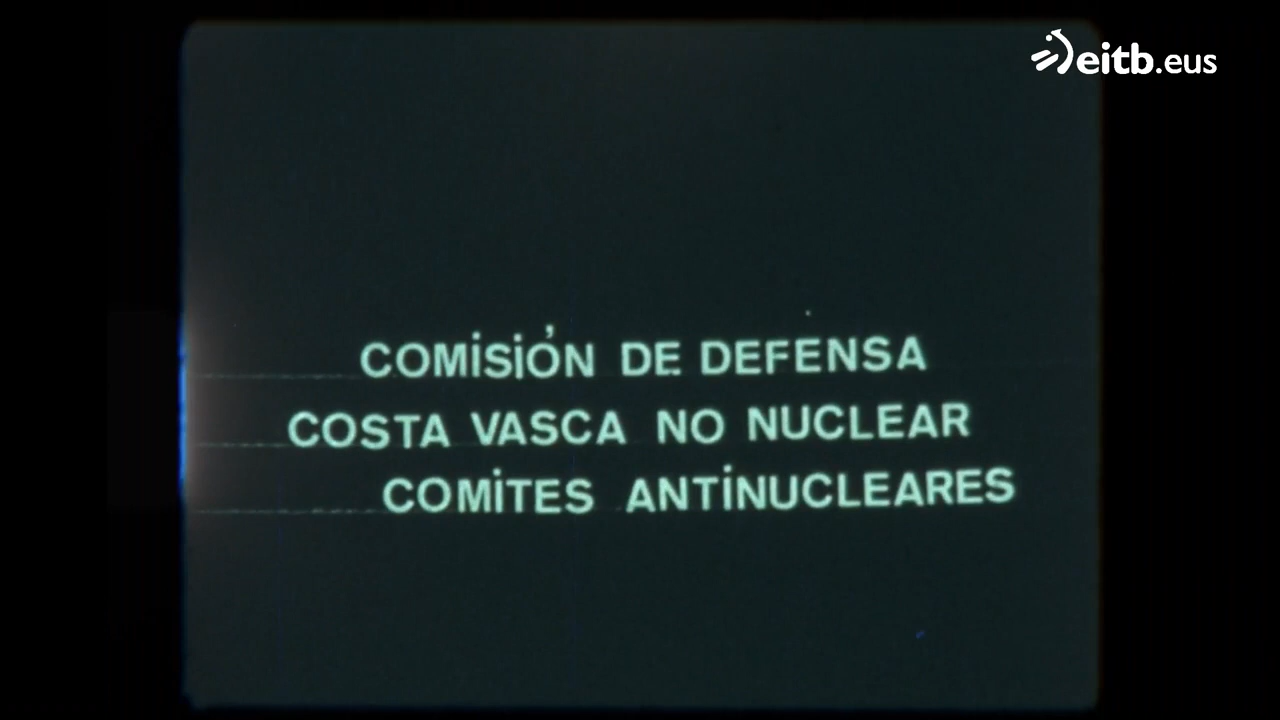 eitb.eus
COMiSiÓN DE DEFENSA
COSTA VASCA NO NUCLEAR
COMiTES ANTiNUCLEARES